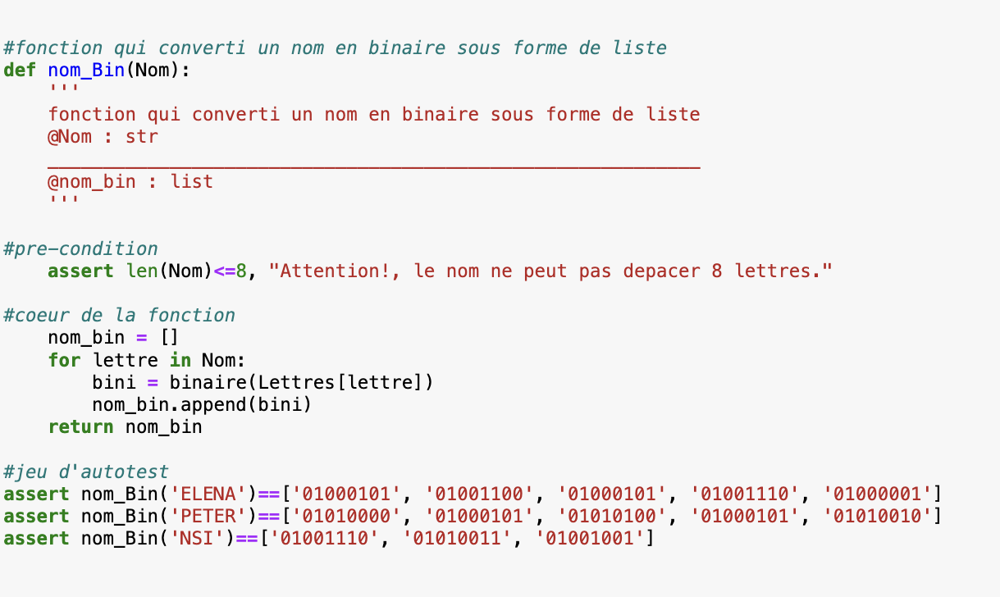 #fonction qui converti un nom en binaire sous forme de liste
def nom_Bin(Nom):
    '''
    fonction qui converti un nom en binaire sous forme de liste
    @Nom : str
    ___________________________________________________________
    @nom_bin : list
    '''
#pre-condition
    assert len(Nom)<=8, "Attention!, le nom ne peut pas depacer 8 lettres."
#coeur de la fonction
    nom_bin = []
    for lettre in Nom:
        bini = binaire(Lettres[lettre])
        nom_bin.append(bini)
    return nom_bin
#jeu d'autotest
assert nom_Bin('ELENA')==['01000101', '01001100', '01000101', '01001110', '01000001']
assert nom_Bin('PETER')==['01010000', '01000101', '01010100', '01000101', '01010010']
assert nom_Bin('NSI')==['01001110', '01010011', '01001001']